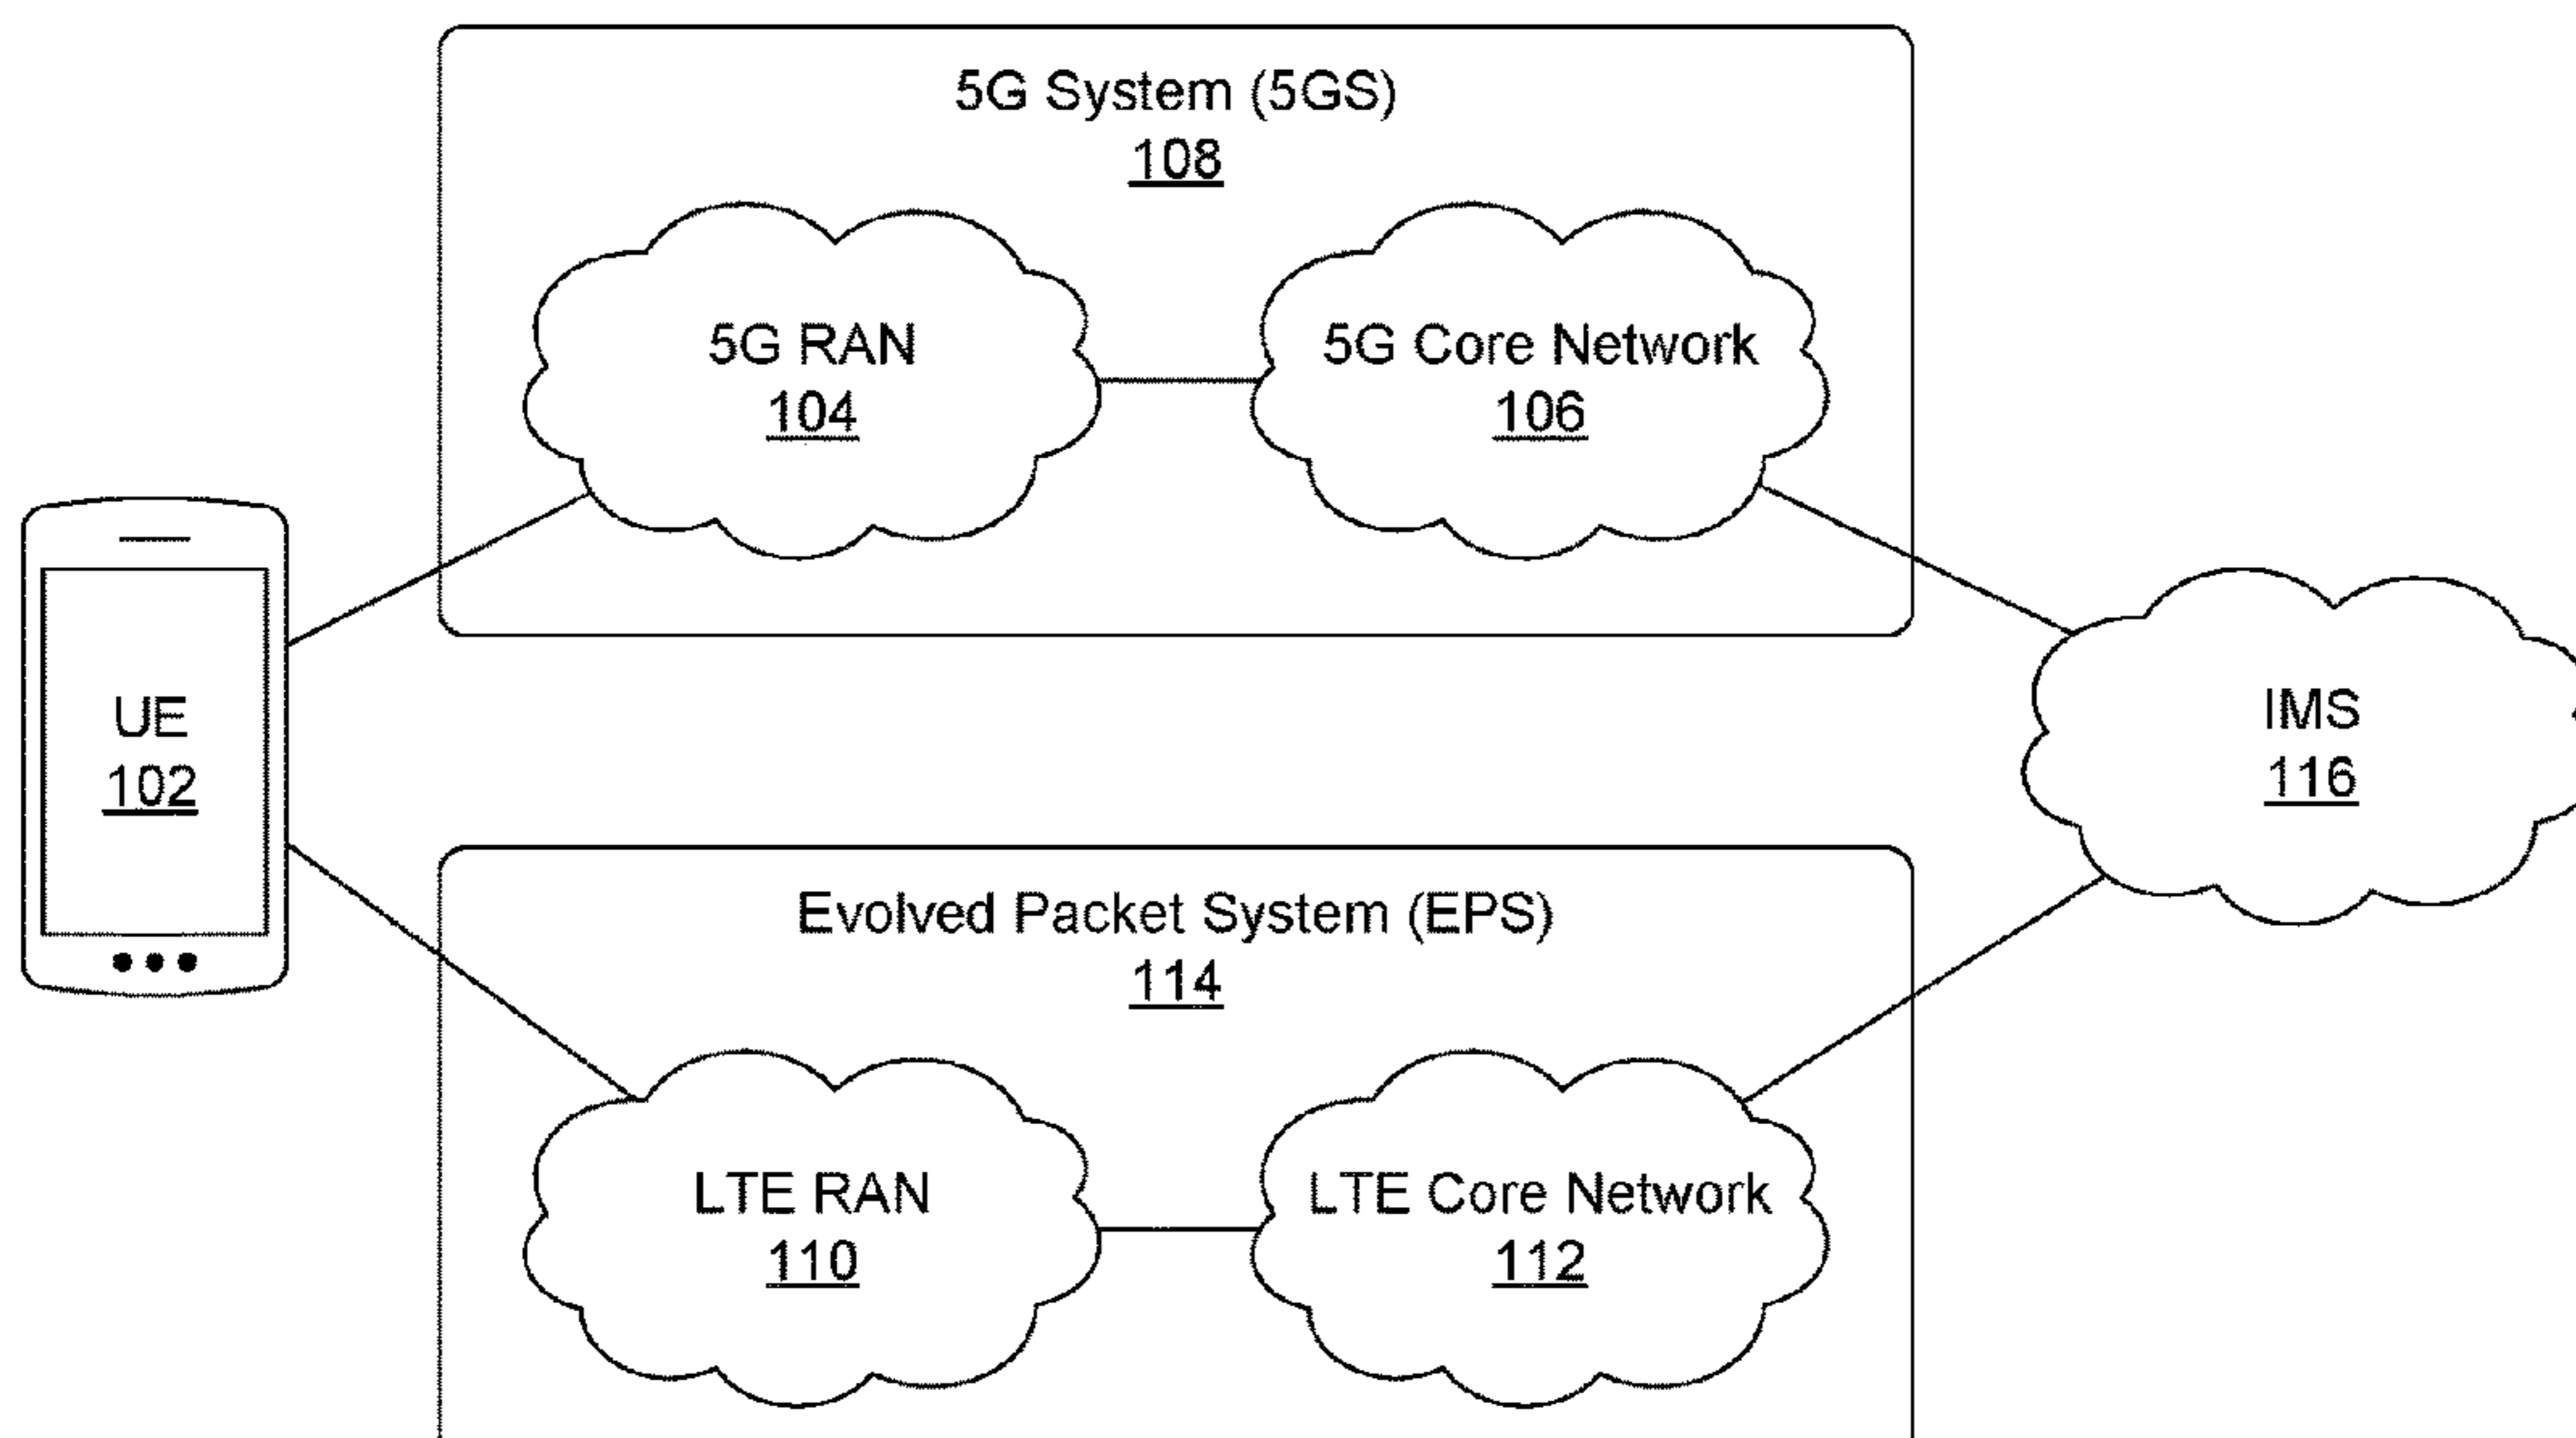 5G System (5GS)
108
5G RAN
104
5G Core Network
106
UE
102
IMS
116
Evolved Packet System (EPS)
114
LTE RAN
110
LTE Core Network
112